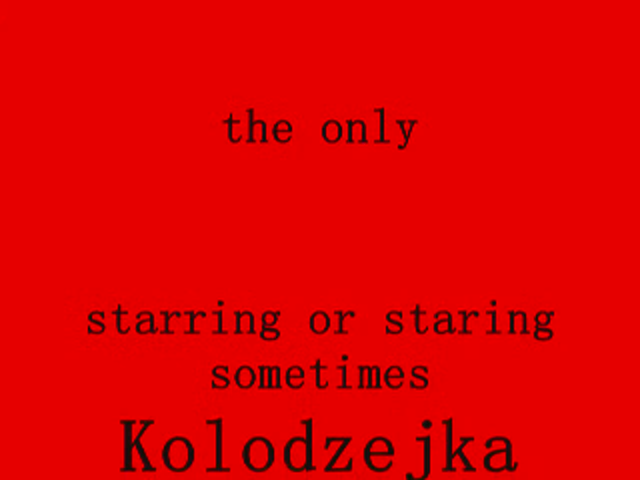 the only
starring or staring
sometimes
Kolodzejka